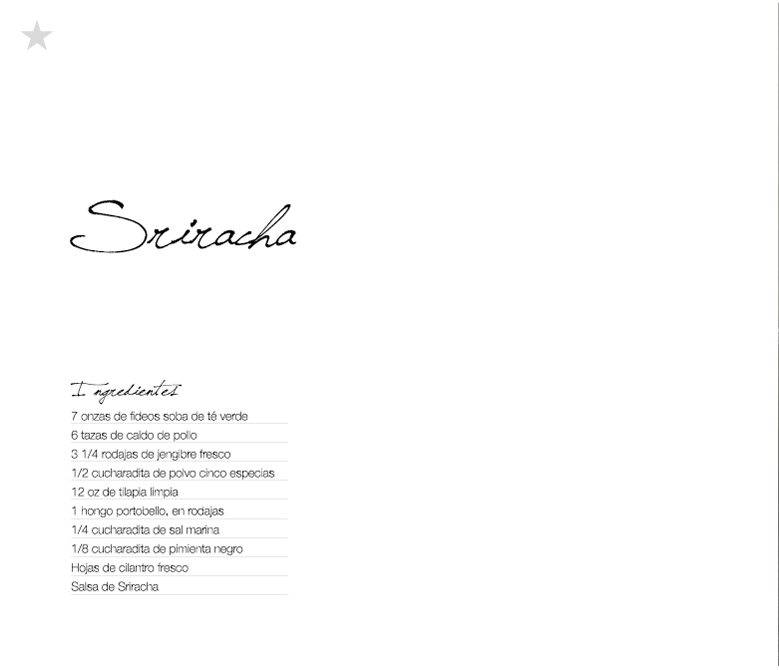 Sriracha
Ingredientes
7 onzas de fideos soba de té verde
6 tazas de caldo de pollo
3 1/4 rodajas de jengibre fresco
1/2 cucharadita de polvo cinco especias
12 oz de tilapia limpia
1 hongo portobello, en rodajas
1/4 cucharadita de sal marina
1/8 cucharadita de pimienta negro
Hojas de cilantro fresco
Salsa de Sriracha